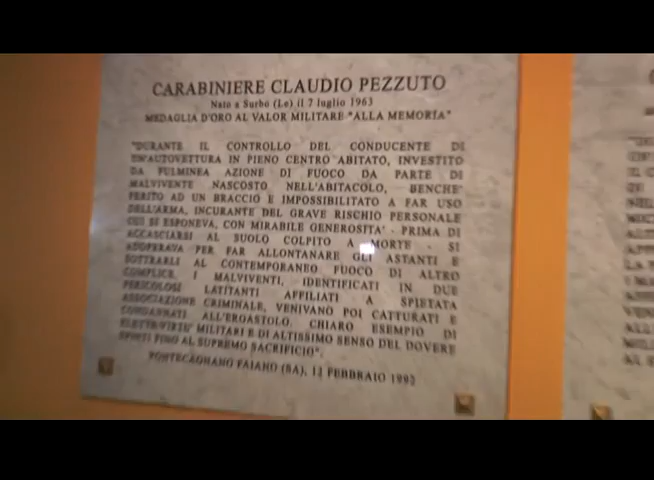 CARABINIERE CLAUDIO PEZZUTO
Nato a Surbo (Le) il 7 luglio 1963
MEDAGLIA D'ORO AL VALOR MILITARE "ALLA MEMORIA"
"DURANTE IL CONTROLLO DEL CONDUCENTE DI
UN'AUTOVETTURA IN PIENO CENTRO ABITATO, INVESTITO
DA FULMINEA AZIONE DI FUOCO DA PARTE DI
MALVIVENTE NASCOSTO NELL'ABITACOLO, BENCHE'
FERITO AD UN BRACCIO E IMPOSSIBILITATO A FAR USO
DELL'ARMA, INCURANTE DEL GRAVE RISCHIO PERSONALE
CUI SI ESPONEVA, CON MIRABILE GENEROSITA' - PRIMA DI
ACCASCIARSI AL SUOLO COLPITO A MORTE - SI
ADOPERAVA PER FAR ALLONTANARE GLI ASTANTI E
SOTTRARLI AL CONTEMPORANEO FUOCO DI ALTRO
COMPLICE. I MALVIVENTI, IDENTIFICATI IN DUE
PERICOLOSI LATITANTI AFFILIATI A SPIETATA
ASSOCIAZIONE CRIMINALE, VENIVANO POI CATTURATI E
CONDANNATI ALL'ERGASTOLO. CHIARO ESEMPIO DI
ELETTE VIRTU' MILITARI E DI ALTISSIMO SENSO DEL DOVERE
SPINTI FINO AL SUPREMO SACRIFICIO".
PONTECAGNANO FAIANO (SA), 12 FEBBRAIO 1992